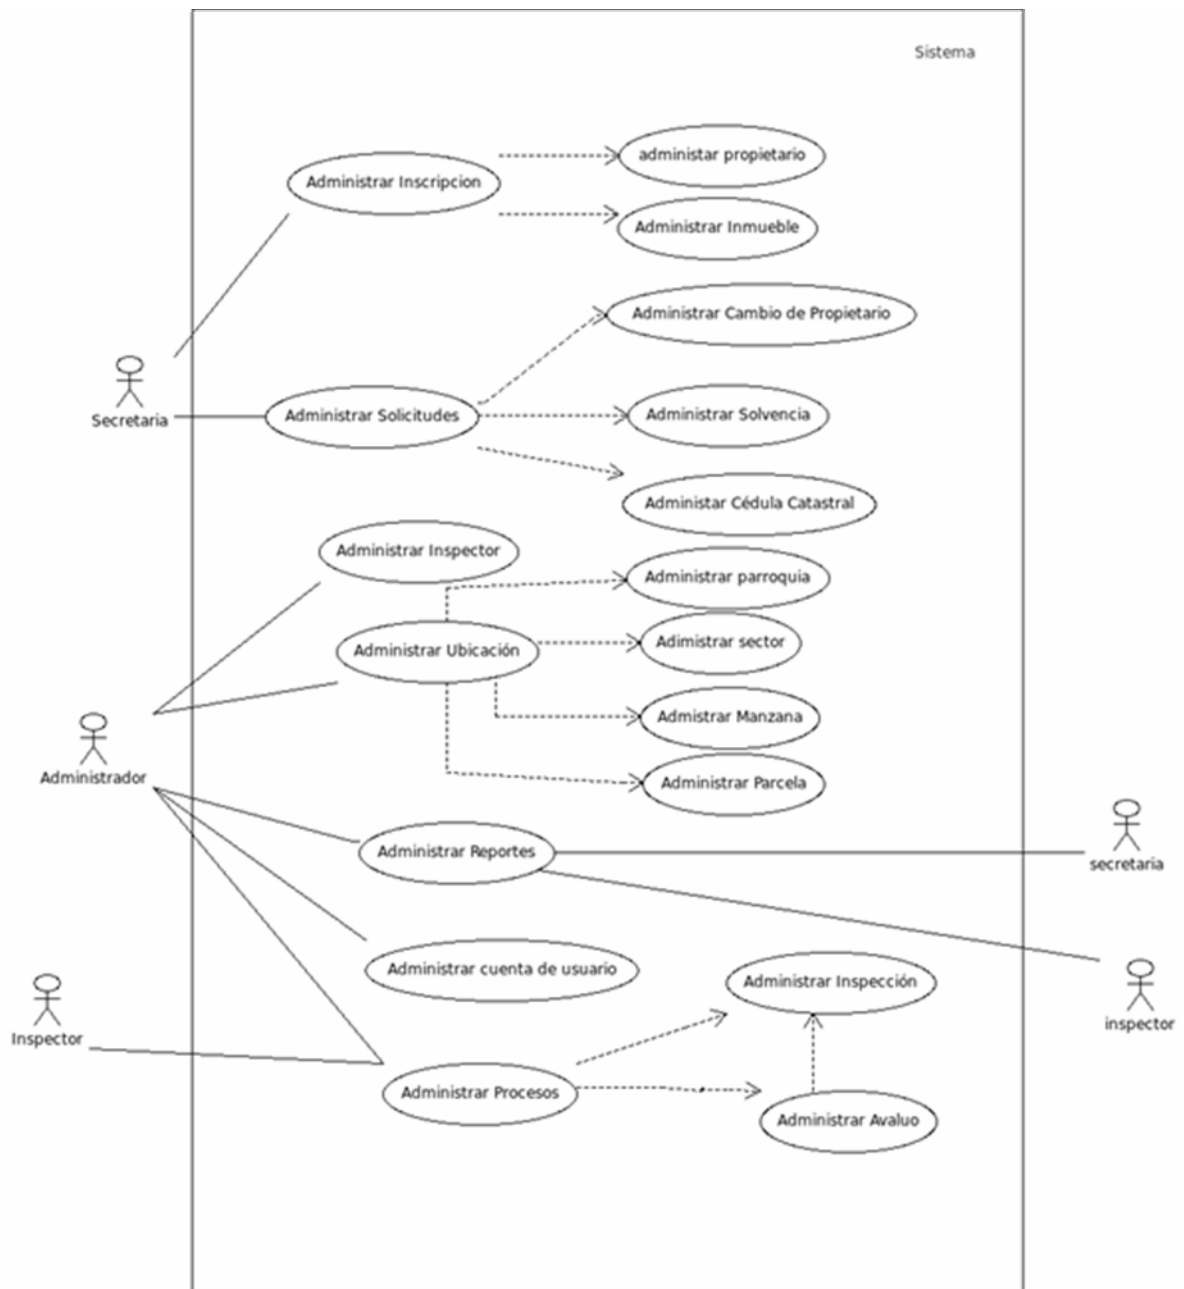 Sistema
administar propietario
Administrar Inscripcion
Administrar Inmueble
Administrar Cambio de Propietario
Secretaria
Administrar Solicitudes
Administrar Solvencia
Administar Cédula Catastral
Administrar Inspector
Administrar parroquia
Administrar Ubicación
Adimistrar sector
Admistrar Manzana
Administrador
Administrar Parcela
Administrar Reportes
secretaria
Administrar cuenta de usuario
Administrar Inspección
Inspector
inspector
Administrar Procesos
Administrar Avaluo